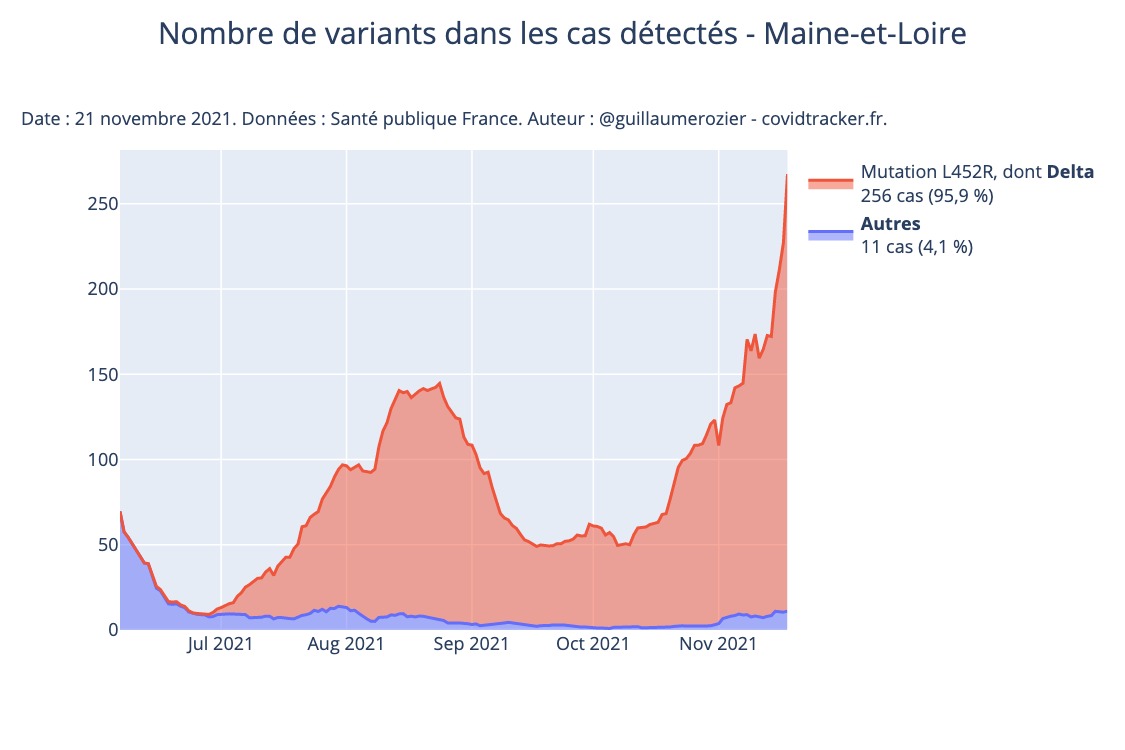 Nombre de variants dans les cas détectés - Maine-et-Loire
Date : 21 novembre 2021. Données : Santé publique France. Auteur : @guillaumerozier - covidtracker.fr.
Mutation L452R, dont Delta
256 cas (95,9 %)
Autres
11 cas (4,1 %)
250
200
150
100
50
0
Jul 2021
Aug 2021
Sep 2021
Oct 2021
Nov 2021